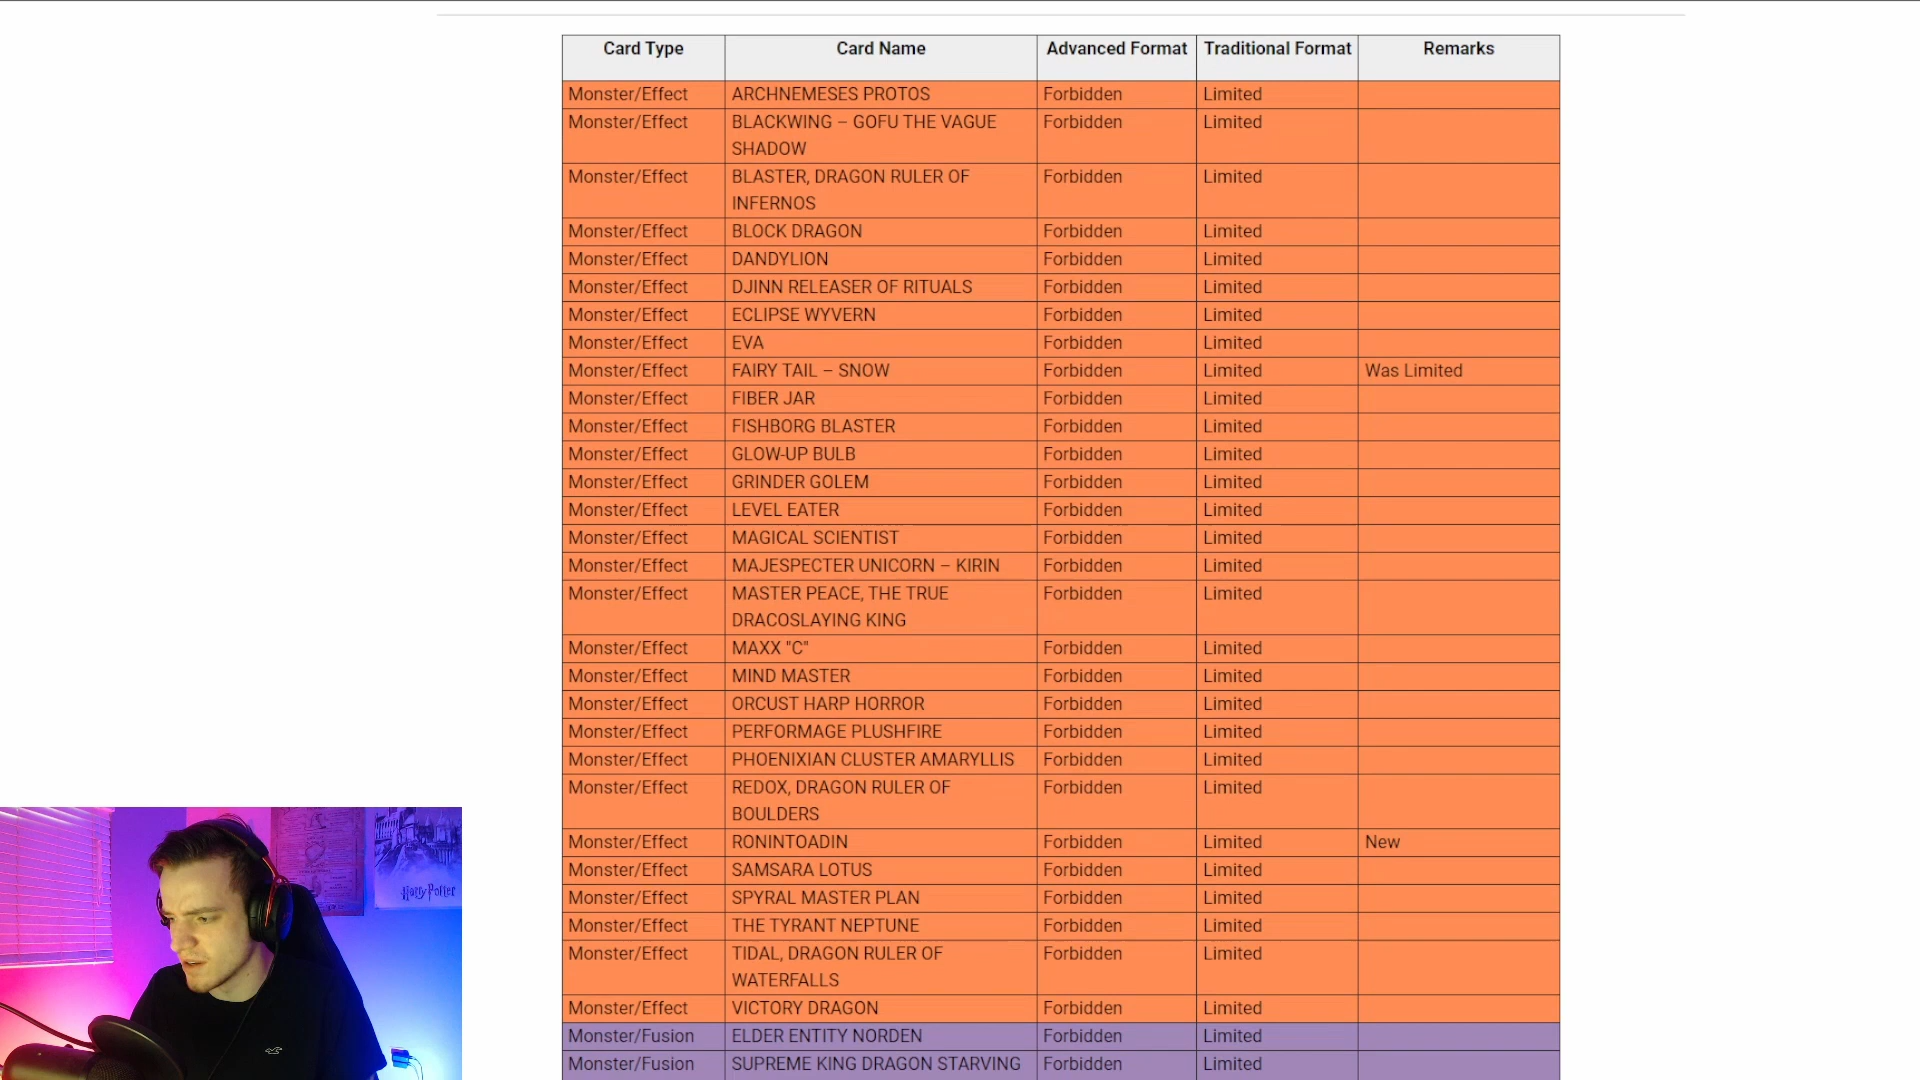 Card Type Card Name Advanced Format Traditional Format Remarks
Monster/Effect ARCHNEMESES PROTOS Forbidden Limited
Monster/Effect BLACKWING – GOFU THE VAGUE Forbidden Limited
SHADOW
Monster/Effect BLASTER, DRAGON RULER OF Forbidden Limited
INFERNOS
Monster/Effect BLOCK DRAGON Forbidden Limited
Monster/Effect DANDYLION Forbidden Limited
Monster/Effect DJINN RELEASER OF RITUALS Forbidden Limited
Monster/Effect ECLIPSE WYVERN Forbidden Limited
Monster/Effect EVA Forbidden Limited
Monster/Effect FAIRY TAIL – SNOW Forbidden Limited Was Limited
Monster/Effect FIBER JAR Forbidden Limited
Monster/Effect FISHBORG BLASTER Forbidden Limited
Monster/Effect GLOW-UP BULB Forbidden Limited
Monster/Effect GRINDER GOLEM Forbidden Limited
Monster/Effect LEVEL EATER Forbidden Limited
Monster/Effect MAGICAL SCIENTIST Forbidden Limited
Monster/Effect MAJESPECTER UNICORN – KIRIN Forbidden Limited
Monster/Effect MASTER PEACE, THE TRUE Forbidden Limited
DRACOSLAYING KING
Monster/Effect MAXX "C" Forbidden Limited
Monster/Effect MIND MASTER Forbidden Limited
Monster/Effect ORCUST HARP HORROR Forbidden Limited
Monster/Effect PERFORMAGE PLUSHFIRE Forbidden Limited
Monster/Effect PHOENIXIAN CLUSTER AMARYLLIS Forbidden Limited
Monster/Effect REDOX, DRAGON RULER OF Forbidden Limited
BOULDERS
Monster/Effect RONINTOADIN Forbidden Limited New
Monster/Effect SAMSARA LOTUS Forbidden Limited
Monster/Effect SPYRAL MASTER PLAN Forbidden Limited
Monster/Effect THE TYRANT NEPTUNE Forbidden Limited
Monster/Effect TIDAL, DRAGON RULER OF Forbidden Limited
WATERFALLS
Monster/Effect VICTORY DRAGON Forbidden Limited
Monster/Fusion ELDER ENTITY NORDEN Forbidden Limited
Monster/Fusion SUPREME KING DRAGON STARVING Forbidden Limited
Harry Potter